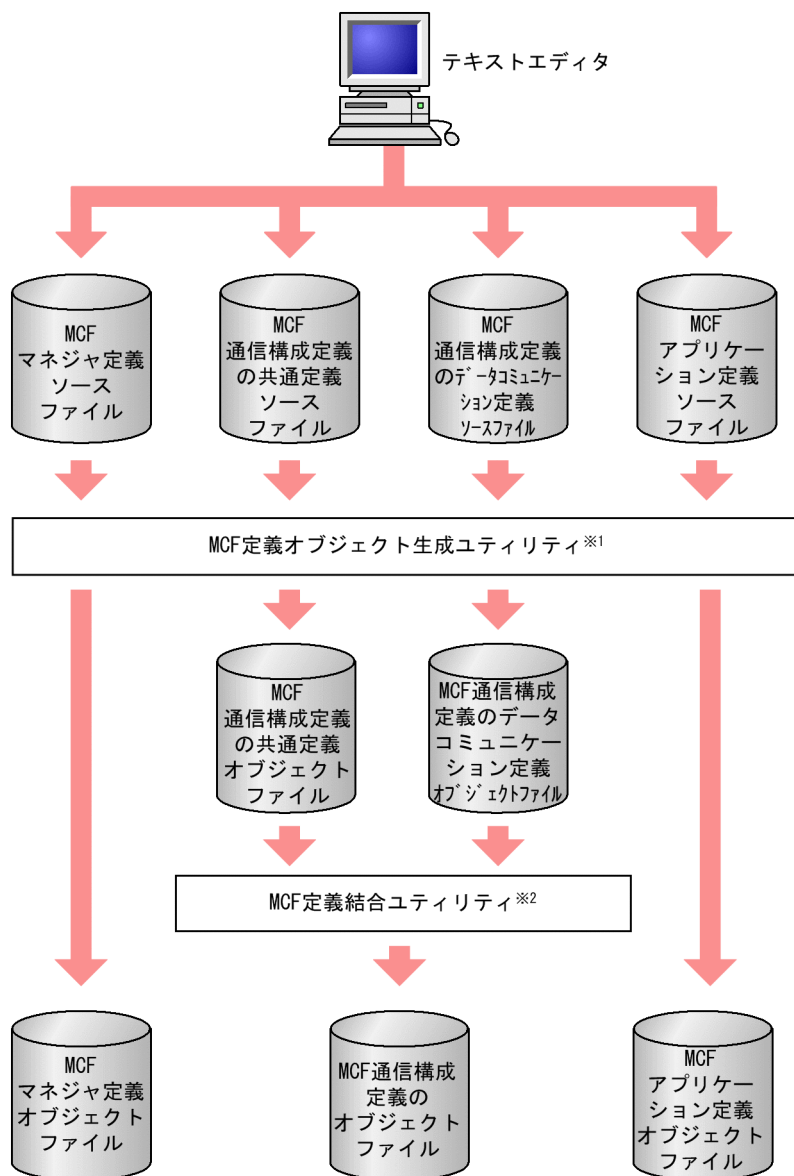 テキストエディタ
MCF
マネジャ定義
ソース
ファイル
MCF
通信構成定義
の共通定義
ソース
ファイル
MCF
通信構成定義
のﾃﾞｰﾀｺﾐｭﾆｹｰ
ｼｮﾝ定義
ｿｰｽﾌｧｲﾙ
MCF
アプリケー
ション定義
ソース
ファイル
MCF定義オブジェクト生成ユティリティ※1
MCF
通信構成定義
の共通定義
オブジェクト
ファイル
MCF通信構成
定義のデータ
コミュニケー
ション定義
ｵﾌﾞｼﾞｪｸﾄﾌｧｲﾙ
MCF定義結合ユティリティ※2
MCF
マネジャ定義
オブジェクト
ファイル
MCF通信構成
定義の
オブジェクト
ファイル
MCF
アプリケー
ション定義
オブジェクト
ファイル